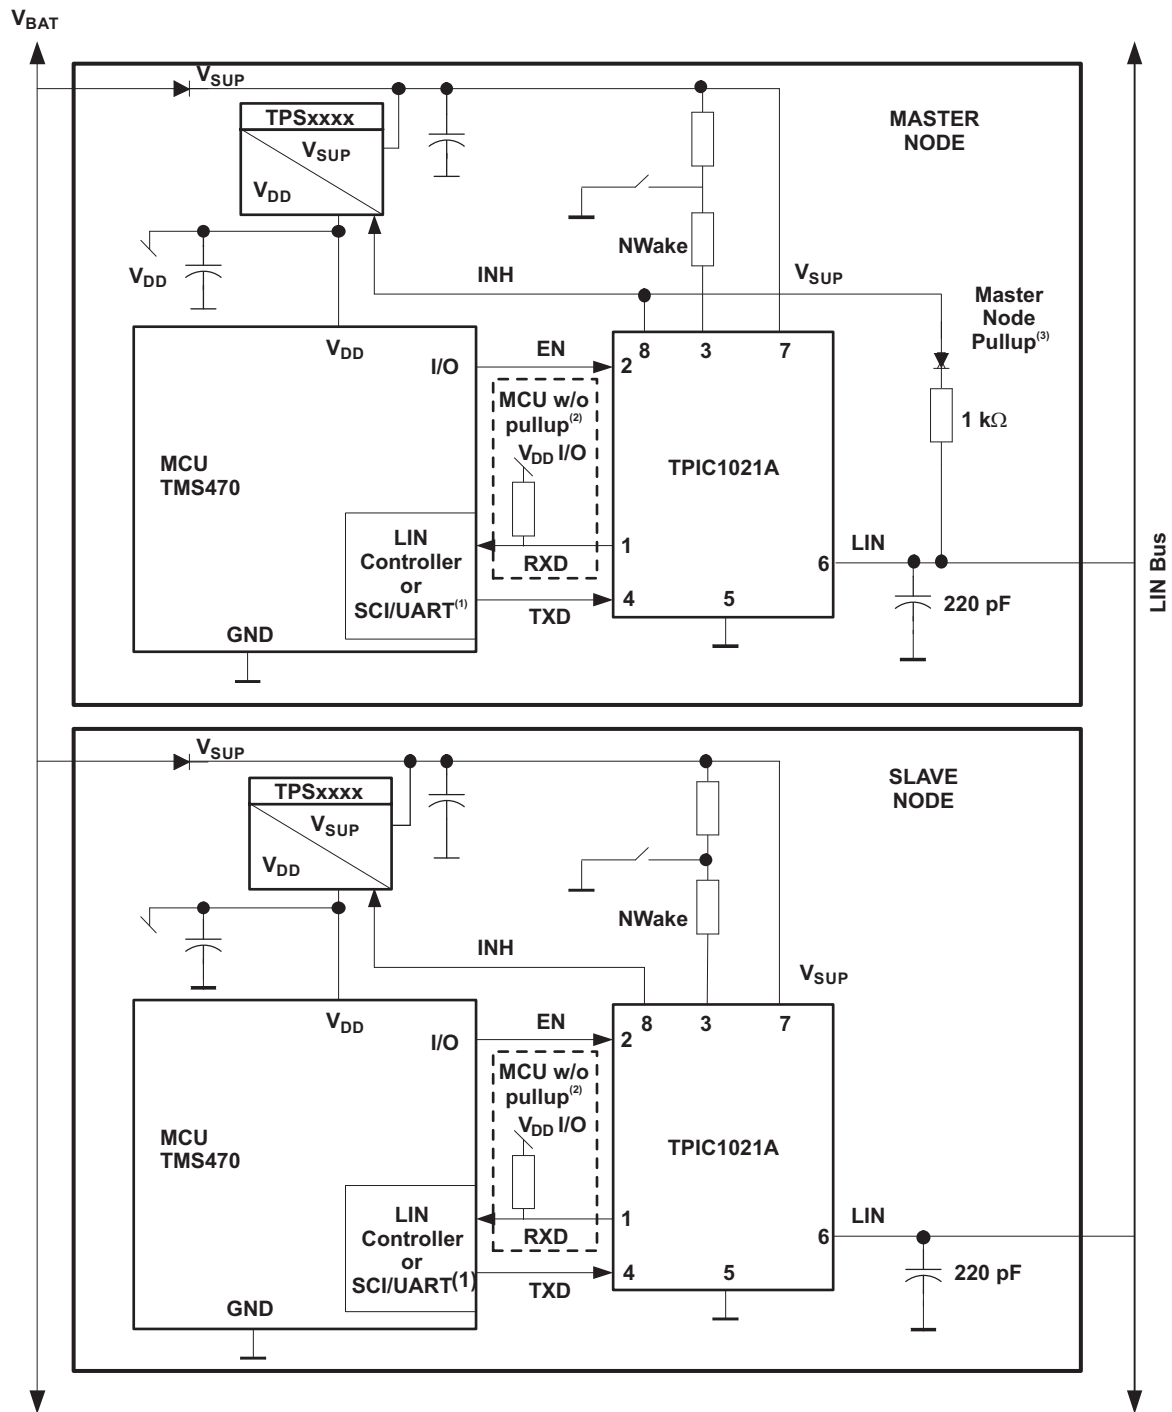 VBAT
VSUP
TPSxxxx
VSUP
VDD
MASTER
NODE
NWake
VDD
INH
VSUP
Master
Node
Pullup(3)
VDD
I/O
EN
8
3
7
2
MCU w/o
pullup(2)
VDD I/O
1 kΩ
MCU
TMS470
TPIC1021A
LIN
Controller
or
SCI/UART(1)
1
RXD
LIN
6
4
TXD
5
220 pF
GND
LIN Bus
VSUP
TPSxxxx
VSUP
VDD
SLAVE
NODE
NWake
INH
VSUP
VDD
I/O
EN
8
3
7
2
MCU w/o
pullup(2)
VDD I/O
MCU
TMS470
TPIC1021A
LIN
Controller
or
SCI/UART(1)
1
RXD
LIN
6
4
TXD
5
220 pF
GND